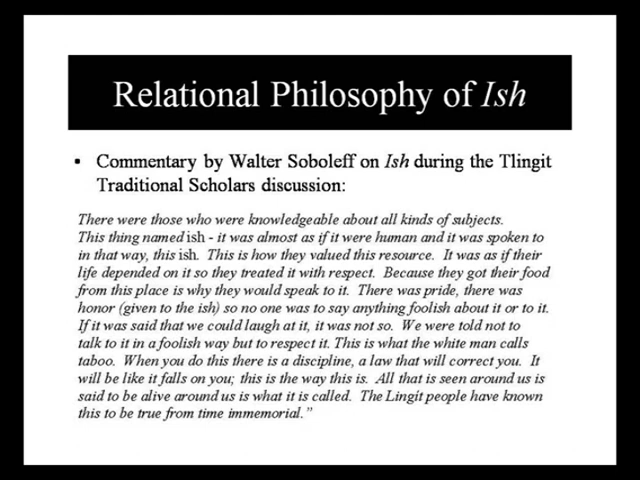 Relational Philosophy of Ish
• Commentary by Walter Soboleff on Ish during the Tlingit
Traditional Scholars discussion:
There were those who were knowledgeable about all kinds of subjects.
This thing named ish - it was almost as if it were human and it was spoken to
in that way, this ish. This is how they valued this resource. It was as if their
life depended on it so they treated it with respect. Because they got their food
from this place is why they would speak to it. There was pride, there was
honor (given to the ish) so no one was to say anything foolish about it or to it.
If it was said that we could laugh at it, it was not so. We were told not to
talk to it in a foolish way but to respect it. This is what the white man calls
taboo. When you do this there is a discipline, a law that will correct you. It
will be like it falls on you; this is the way this is. All that is seen around us is
said to be alive around us is what it is called. The Lingít people have known
this to be true from time immemorial.”